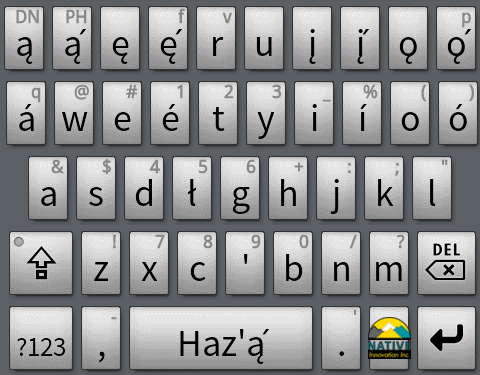 DN PH f v p
ą ą́ ę ę́ r u į į́ ǫ ǫ́
q @ # 1 2 3 _ % ( )
á w e é t y i í o ó
& $ 4 5 6 + : ; "
a s d ł g h j k l
! 7 8 9 0 / ? DEL
z x c ' b n m
- '
?123 , Haz'ą́ .
NATIVE
Innovation Inc.